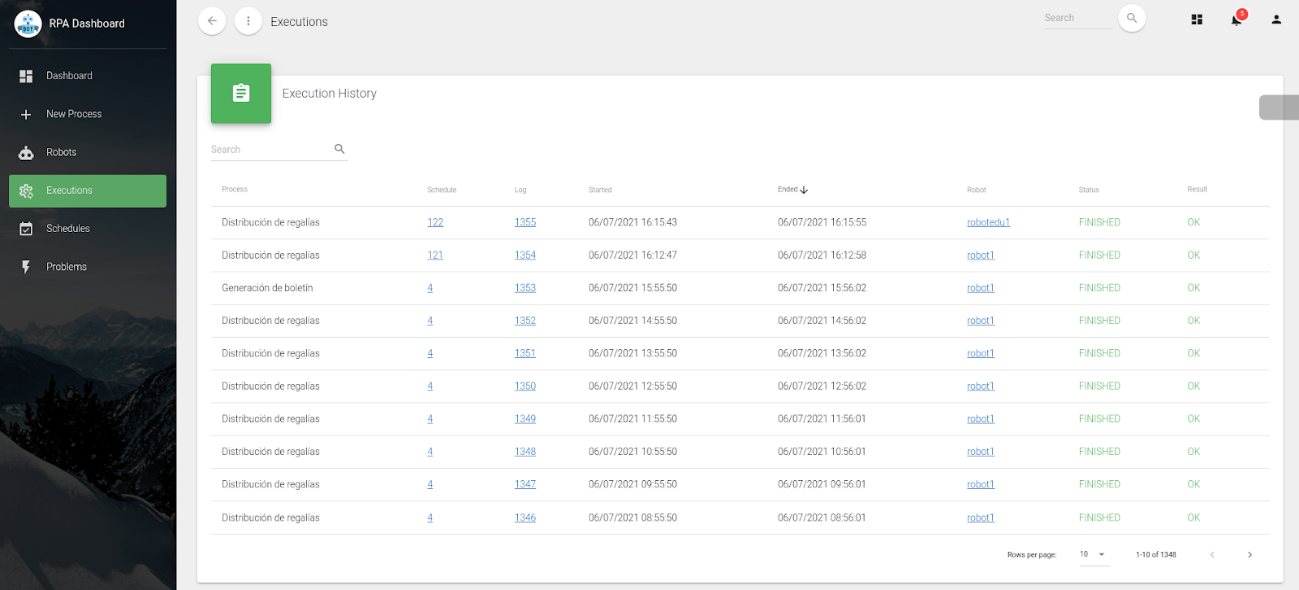 RPA Dashboard
Executions
Search
5
Dashboard
New Process
Robots
Executions
Schedules
Problems
Execution History
Search
Process Schedule Log Started Ended Robot Status Result
Distribución de regalías 122 1355 06/07/2021 16:15:43 06/07/2021 16:15:55 robotedu1 FINISHED OK
Distribución de regalías 121 1354 06/07/2021 16:12:47 06/07/2021 16:12:58 robot1 FINISHED OK
Generación de boletín 4 1353 06/07/2021 15:55:50 06/07/2021 15:56:02 robot1 FINISHED OK
Distribución de regalías 4 1352 06/07/2021 14:55:50 06/07/2021 14:56:02 robot1 FINISHED OK
Distribución de regalías 4 1351 06/07/2021 13:55:50 06/07/2021 13:56:02 robot1 FINISHED OK
Distribución de regalías 4 1350 06/07/2021 12:55:50 06/07/2021 12:56:02 robot1 FINISHED OK
Distribución de regalías 4 1349 06/07/2021 11:55:50 06/07/2021 11:56:01 robot1 FINISHED OK
Distribución de regalías 4 1348 06/07/2021 10:55:50 06/07/2021 10:56:01 robot1 FINISHED OK
Distribución de regalías 4 1347 06/07/2021 09:55:50 06/07/2021 09:56:01 robot1 FINISHED OK
Distribución de regalías 4 1346 06/07/2021 08:55:50 06/07/2021 08:56:01 robot1 FINISHED OK
Rows per page: 10 1-10 of 1348